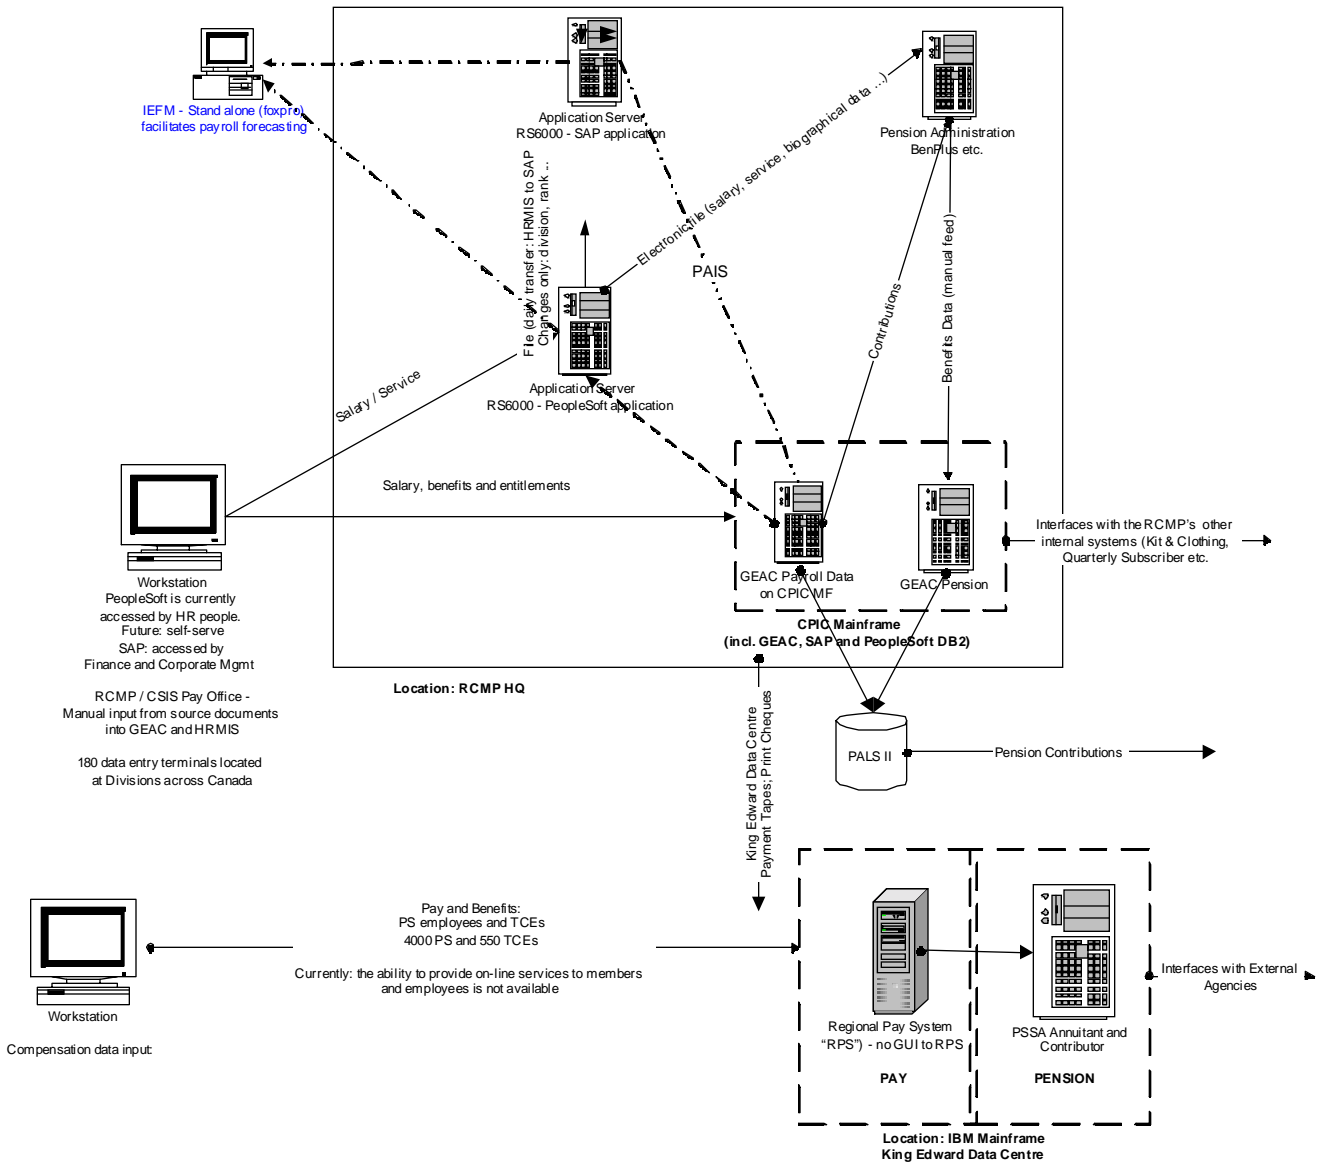 IEFM - Stand alone (foxpro)
facilitates payroll forecasting
Application Server
RS6000 - SAP application
Pension Administration
BenPlus etc.
File (daily transfer: HRMIS to SAP
Changes only: division, rank ...
Electronic file (salary, service, biographical data ...)
PAIS
Contributions
Benefits Data (manual feed)
Application Server
RS6000 - PeopleSoft application
Salary / Service
Salary, benefits and entitlements
Workstation
PeopleSoft is currently
accessed by HR people.
Future: self-serve
SAP: accessed by
Finance and Corporate Mgmt
RCMP / CSIS Pay Office -
Manual input from source documents
into GEAC and HRMIS
180 data entry terminals located
at Divisions across Canada
GEAC Payroll Data
on CPIC MF
GEAC Pension
Interfaces with the RCMP's other
internal systems (Kit & Clothing,
Quarterly Subscriber etc.
CPIC Mainframe
(incl. GEAC, SAP and PeopleSoft DB2)
Location: RCMP HQ
King Edward Data Centre
Payment Tapes; Print Cheques
PALS II
Pension Contributions
Pay and Benefits:
PS employees and TCEs
4000 PS and 550 TCEs
Currently: the ability to provide on-line services to members
and employees is not available
Workstation
Compensation data input:
Regional Pay System
“RPS”) - no GUI to RPS
PAY
PSSA Annuitant and
Contributor
PENSION
Interfaces with External
Agencies
Location: IBM Mainframe
King Edward Data Centre